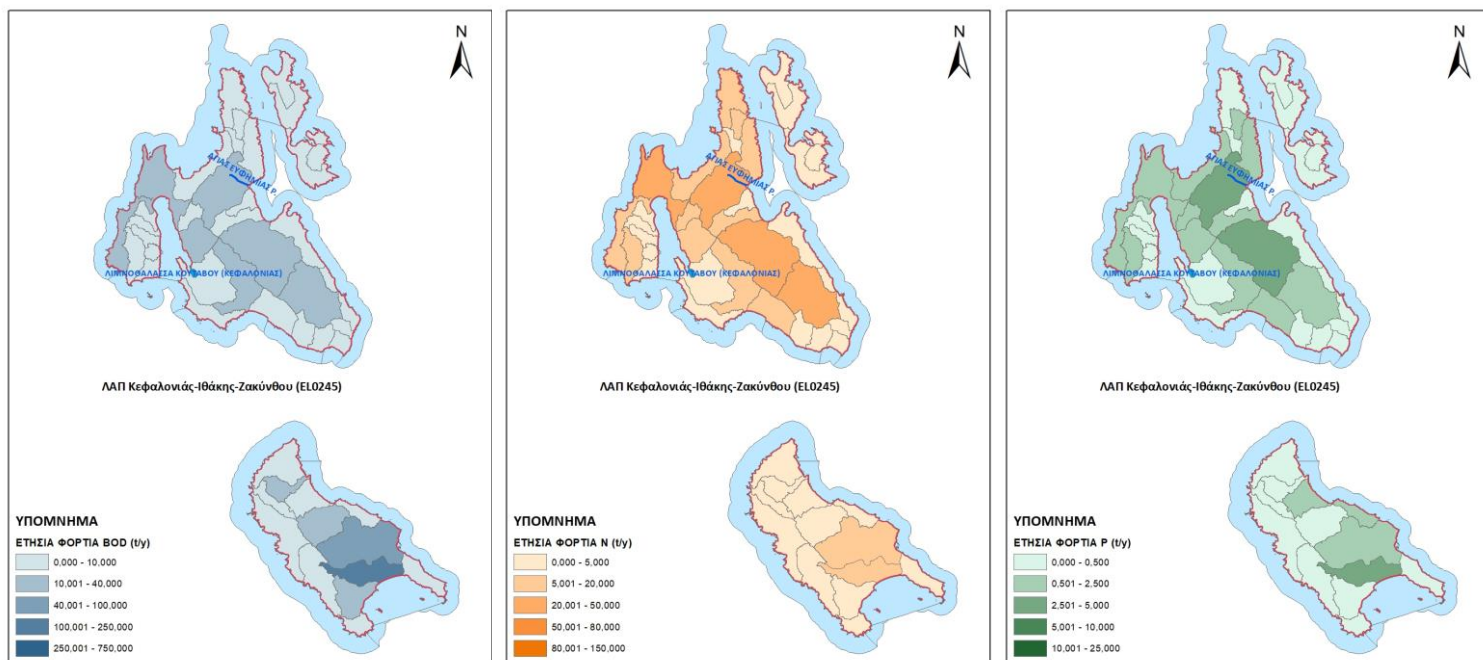 N
ΑΓΙΑΣ ΕΥΦΗΜΙΑΣ Ρ.
ΛΙΜΝΟΘΑΛΑΣΣΑ ΚΟΥΤΑΒΟΥ (ΚΕΦΑΛΟΝΙΑΣ)
ΛΑΠ Κεφαλονιάς-Ιθάκης-Ζακύνθου (EL0245)
ΥΠΟΜΝΗΜΑ
ΕΤΗΣΙΑ ΦΟΡΤΙΑ BOD (t/y)
0,000 - 10,000
10,001 - 40,000
40,001 - 100,000
100,001 - 250,000
250,001 - 750,000
N
ΑΓΙΑΣ ΕΥΦΗΜΙΑΣ Ρ.
ΛΙΜΝΟΘΑΛΑΣΣΑ ΚΟΥΤΑΒΟΥ (ΚΕΦΑΛΟΝΙΑΣ)
ΛΑΠ Κεφαλονιάς-Ιθάκης-Ζακύνθου (EL0245)
ΥΠΟΜΝΗΜΑ
ΕΤΗΣΙΑ ΦΟΡΤΙΑ N (t/y)
0,000 - 5,000
5,001 - 20,000
20,001 - 50,000
50,001 - 80,000
80,001 - 150,000
N
ΑΓΙΑΣ ΕΥΦΗΜΙΑΣ Ρ.
ΛΙΜΝΟΘΑΛΑΣΣΑ ΚΟΥΤΑΒΟΥ (ΚΕΦΑΛΟΝΙΑΣ)
ΛΑΠ Κεφαλονιάς-Ιθάκης-Ζακύνθου (EL0245)
ΥΠΟΜΝΗΜΑ
ΕΤΗΣΙΑ ΦΟΡΤΙΑ P (t/y)
0,000 - 0,500
0,501 - 2,500
2,501 - 5,000
5,001 - 10,000
10,001 - 25,000